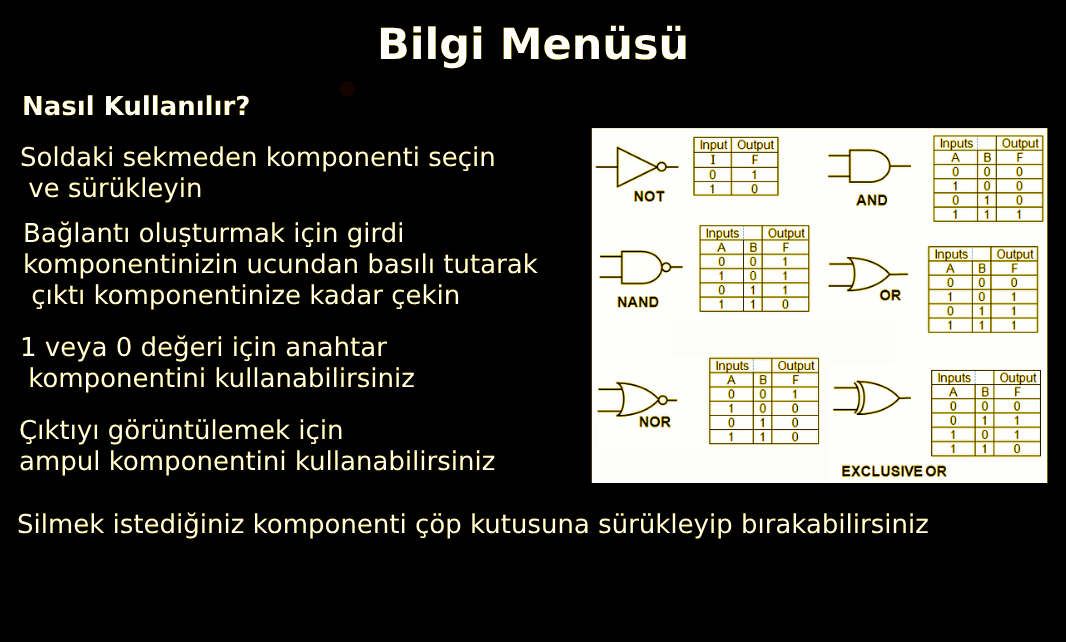 Bilgi Menüsü
Nasıl Kullanılır?
Soldaki sekmeden komponenti seçin
ve sürükleyin
Bağlantı oluşturmak için girdi
komponentinizin ucundan basılı tutarak
çıktı komponentinize kadar çekin
1 veya 0 değeri için anahtar
komponentini kullanabilirsiniz
Çıktıyı görüntülemek için
ampul komponentini kullanabilirsiniz
Silmek istediğiniz komponenti çöp kutusuna sürükleyip bırakabilirsiniz
Input Output
I F
0 1
1 0
NOT
Inputs Output
A B F
0 0 0
1 0 0
0 1 0
1 1 1
AND
Inputs Output
A B F
0 0 1
1 0 1
0 1 1
1 1 0
NAND
Inputs Output
A B F
0 0 0
1 0 1
0 1 1
1 1 1
OR
Inputs Output
A B F
0 0 1
1 0 0
0 1 0
1 1 0
NOR
Inputs Output
A B F
0 0 0
0 1 1
1 0 1
1 1 0
EXCLUSIVE OR